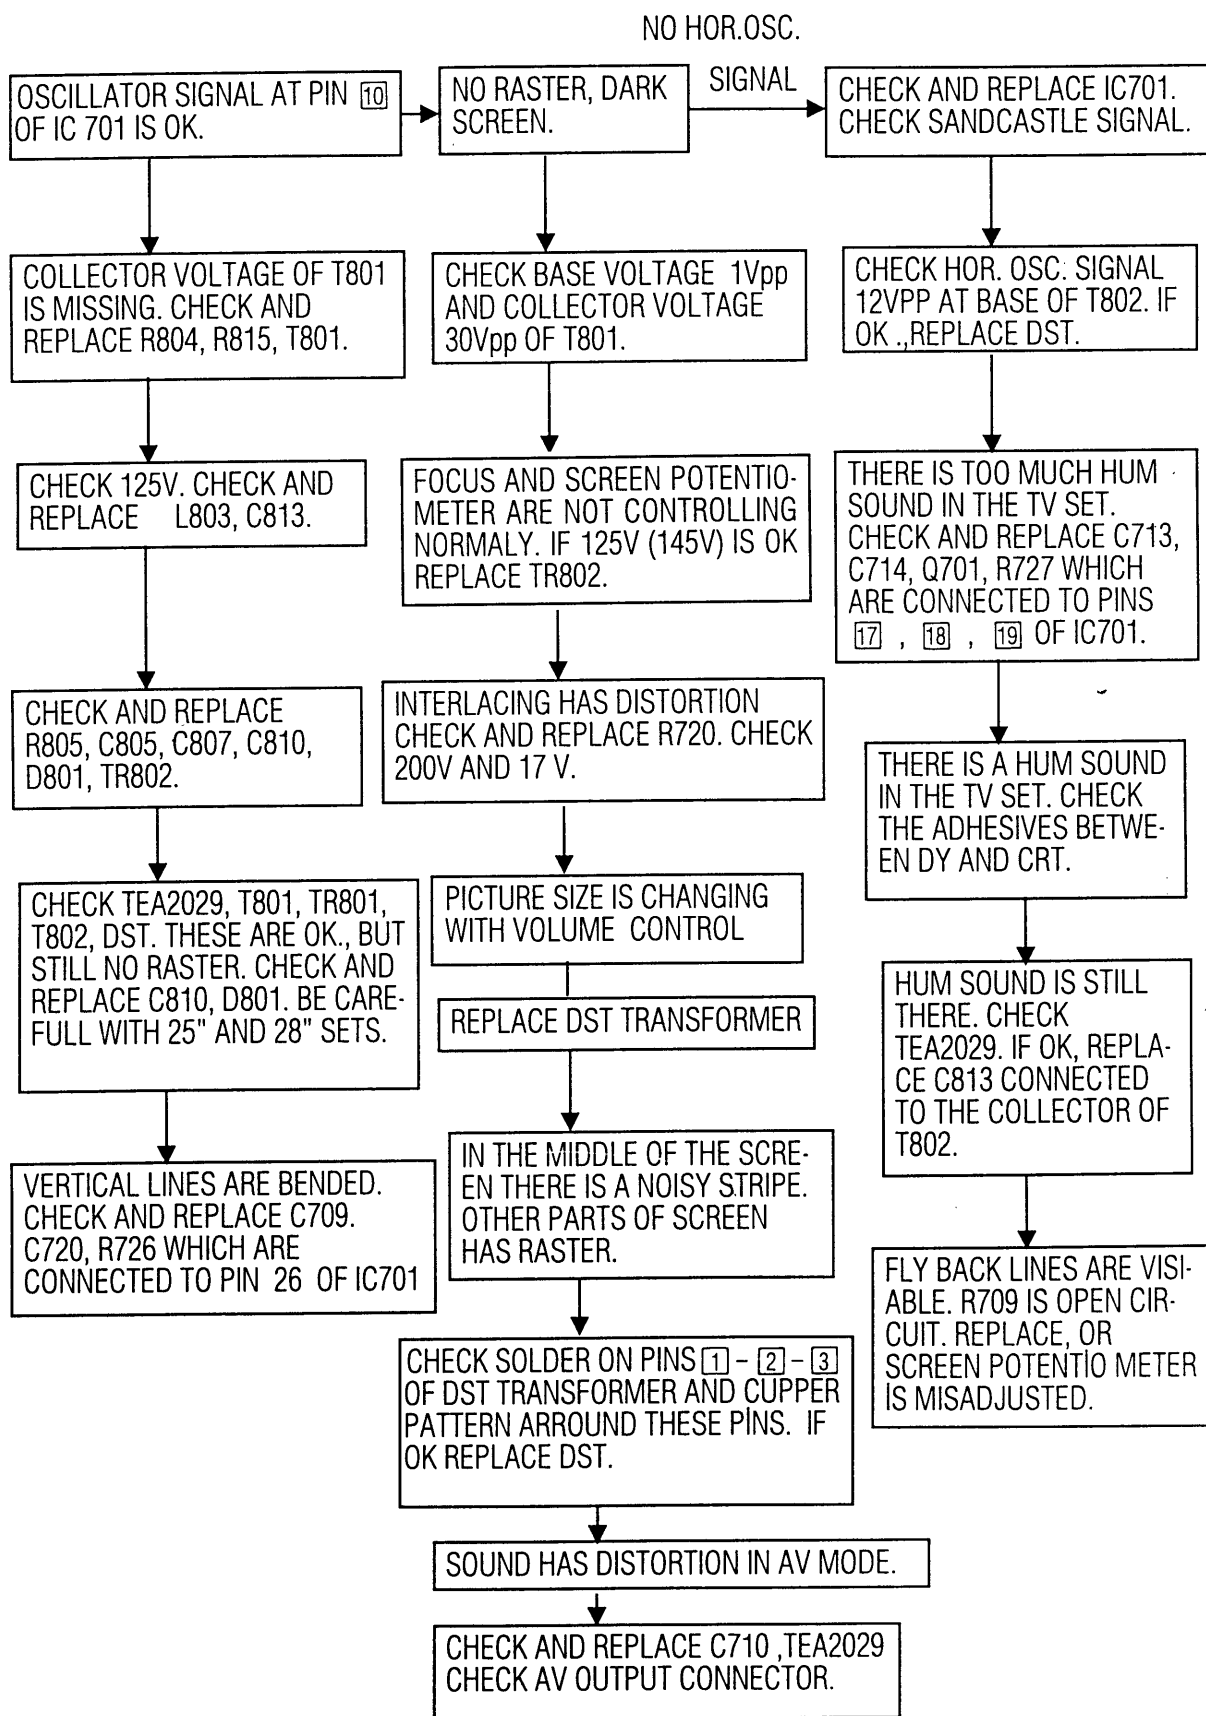 NO HOR.OSC.
SIGNAL
OSCILLATOR SIGNAL AT PIN 10
OF IC 701 IS OK.
NO RASTER, DARK
SCREEN.
CHECK AND REPLACE IC701.
CHECK SANDCASTLE SIGNAL.
COLLECTOR VOLTAGE OF T801
IS MISSING. CHECK AND
REPLACE R804, R815, T801.
CHECK 125V. CHECK AND
REPLACE L803, C813.
CHECK AND REPLACE
R805, C805, C807, C810,
D801, TR802.
CHECK TEA2029, T801, TR801,
T802, DST. THESE ARE OK., BUT
STILL NO RASTER. CHECK AND
REPLACE C810, D801. BE CARE-
FULL WITH 25" AND 28" SETS.
VERTICAL LINES ARE BENDED.
CHECK AND REPLACE C709.
C720, R726 WHICH ARE
CONNECTED TO PIN 26 OF IC701
CHECK BASE VOLTAGE 1Vpp
AND COLLECTOR VOLTAGE
30Vpp OF T801.
FOCUS AND SCREEN POTENTIO-
METER ARE NOT CONTROLLING
NORMALY. IF 125V (145V) IS OK
REPLACE TR802.
INTERLACING HAS DISTORTION
CHECK AND REPLACE R720. CHECK
200V AND 17 V.
PICTURE SIZE IS CHANGING
WITH VOLUME CONTROL
REPLACE DST TRANSFORMER
IN THE MIDDLE OF THE SCRE-
EN THERE IS A NOISY STRIPE.
OTHER PARTS OF SCREEN
HAS RASTER.
CHECK SOLDER ON PINS 1 - 2 - 3
OF DST TRANSFORMER AND CUPPER
PATTERN ARROUND THESE PİNS. IF
OK REPLACE DST.
SOUND HAS DISTORTION IN AV MODE.
CHECK AND REPLACE C710 ,TEA2029
CHECK AV OUTPUT CONNECTOR.
CHECK HOR. OSC. SIGNAL
12VPP AT BASE OF T802. IF
OK .,REPLACE DST.
THERE IS TOO MUCH HUM
SOUND IN THE TV SET.
CHECK AND REPLACE C713,
C714, Q701, R727 WHICH
ARE CONNECTED TO PINS
17 , 18 , 19 OF IC701.
THERE IS A HUM SOUND
IN THE TV SET. CHECK
THE ADHESIVES BETWE-
EN DY AND CRT.
HUM SOUND IS STILL
THERE. CHECK
TEA2029. IF OK, REPLA-
CE C813 CONNECTED
TO THE COLLECTOR OF
T802.
FLY BACK LINES ARE VISI-
ABLE. R709 IS OPEN CIR-
CUIT. REPLACE, OR
SCREEN POTENTİO METER
İS MISADJUSTED.